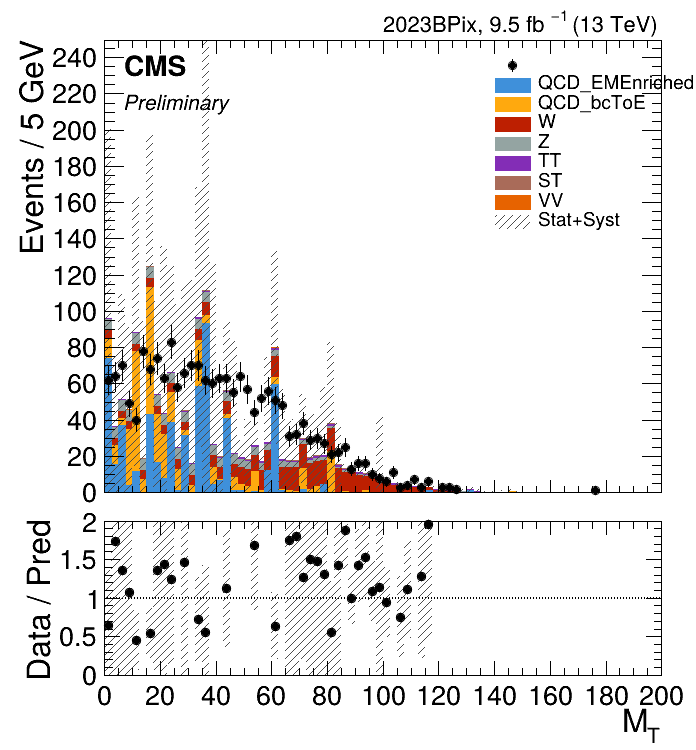 2023BPix, 9.5 fb⁻¹ (13 TeV)
CMS
Preliminary
Events / 5 GeV
240
220
200
180
160
140
120
100
80
60
40
20
0
QCD_EMEnriched
QCD_bcToE
W
Z
TT
ST
VV
Stat+Syst
Data / Pred
2
1.5
1
0.5
0
0 20 40 60 80 100 120 140 160 180 200
M_T